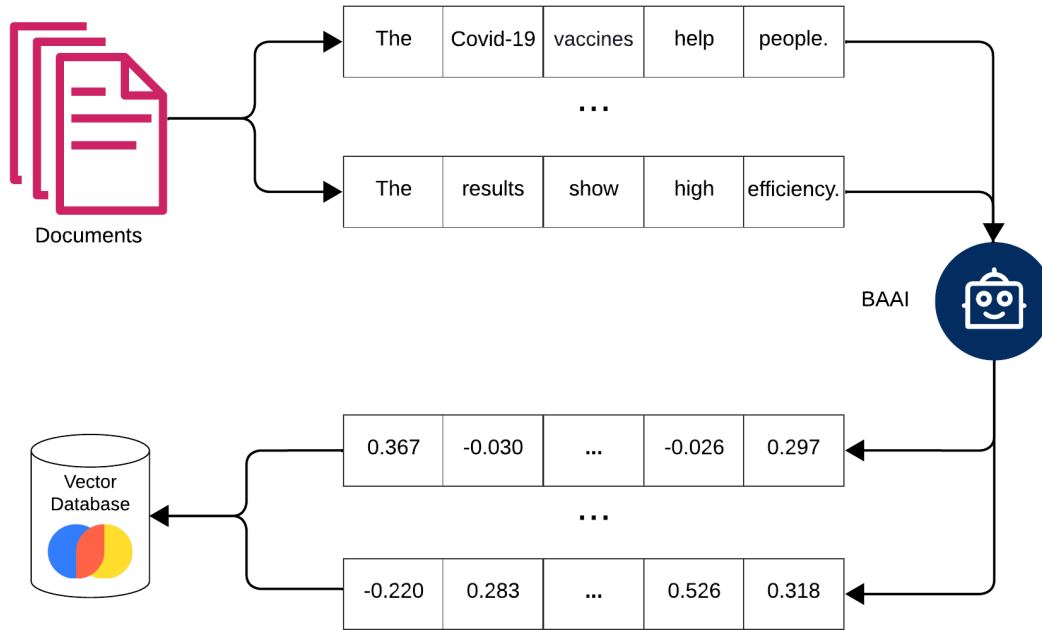 The Covid-19 vaccines help people.
...
The results show high efficiency.
Documents
BAAI
0.367 -0.030 ... -0.026 0.297
Vector
Database
...
-0.220 0.283 ... 0.526 0.318